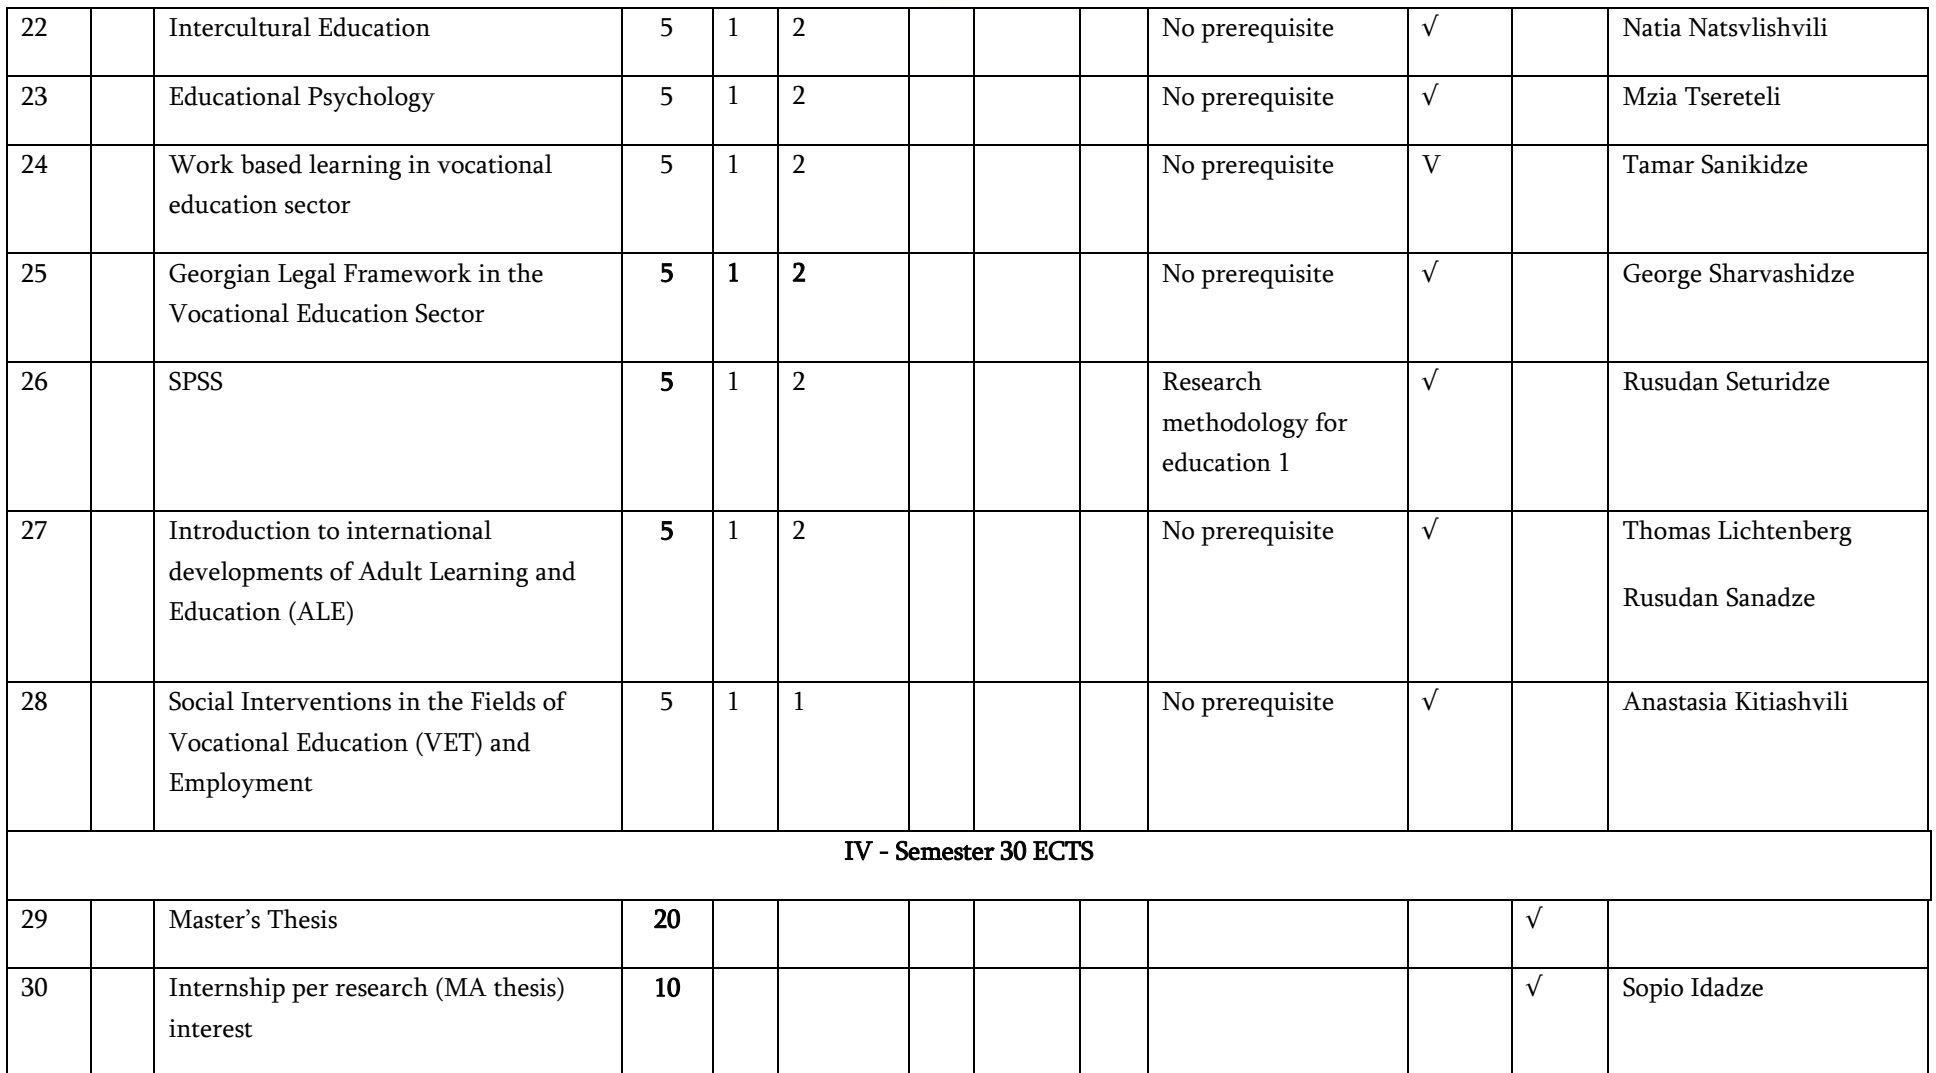 22 Intercultural Education 5 1 2 No prerequisite √ Natia Natsvlishvili
23 Educational Psychology 5 1 2 No prerequisite √ Mzia Tsereteli
24 Work based learning in vocational 5 1 2 No prerequisite V Tamar Sanikidze
education sector
25 Georgian Legal Framework in the 5 1 2 No prerequisite √ George Sharvashidze
Vocational Education Sector
26 SPSS 5 1 2 Research √ Rusudan Seturidze
methodology for
education 1
27 Introduction to international 5 1 2 No prerequisite √ Thomas Lichtenberg
developments of Adult Learning and
Education (ALE) Rusudan Sanadze
28 Social Interventions in the Fields of 5 1 1 No prerequisite √ Anastasia Kitiashvili
Vocational Education (VET) and
Employment
IV - Semester 30 ECTS
29 Master’s Thesis 20 √
30 Internship per research (MA thesis) 10 √ Sopio Idadze
interest